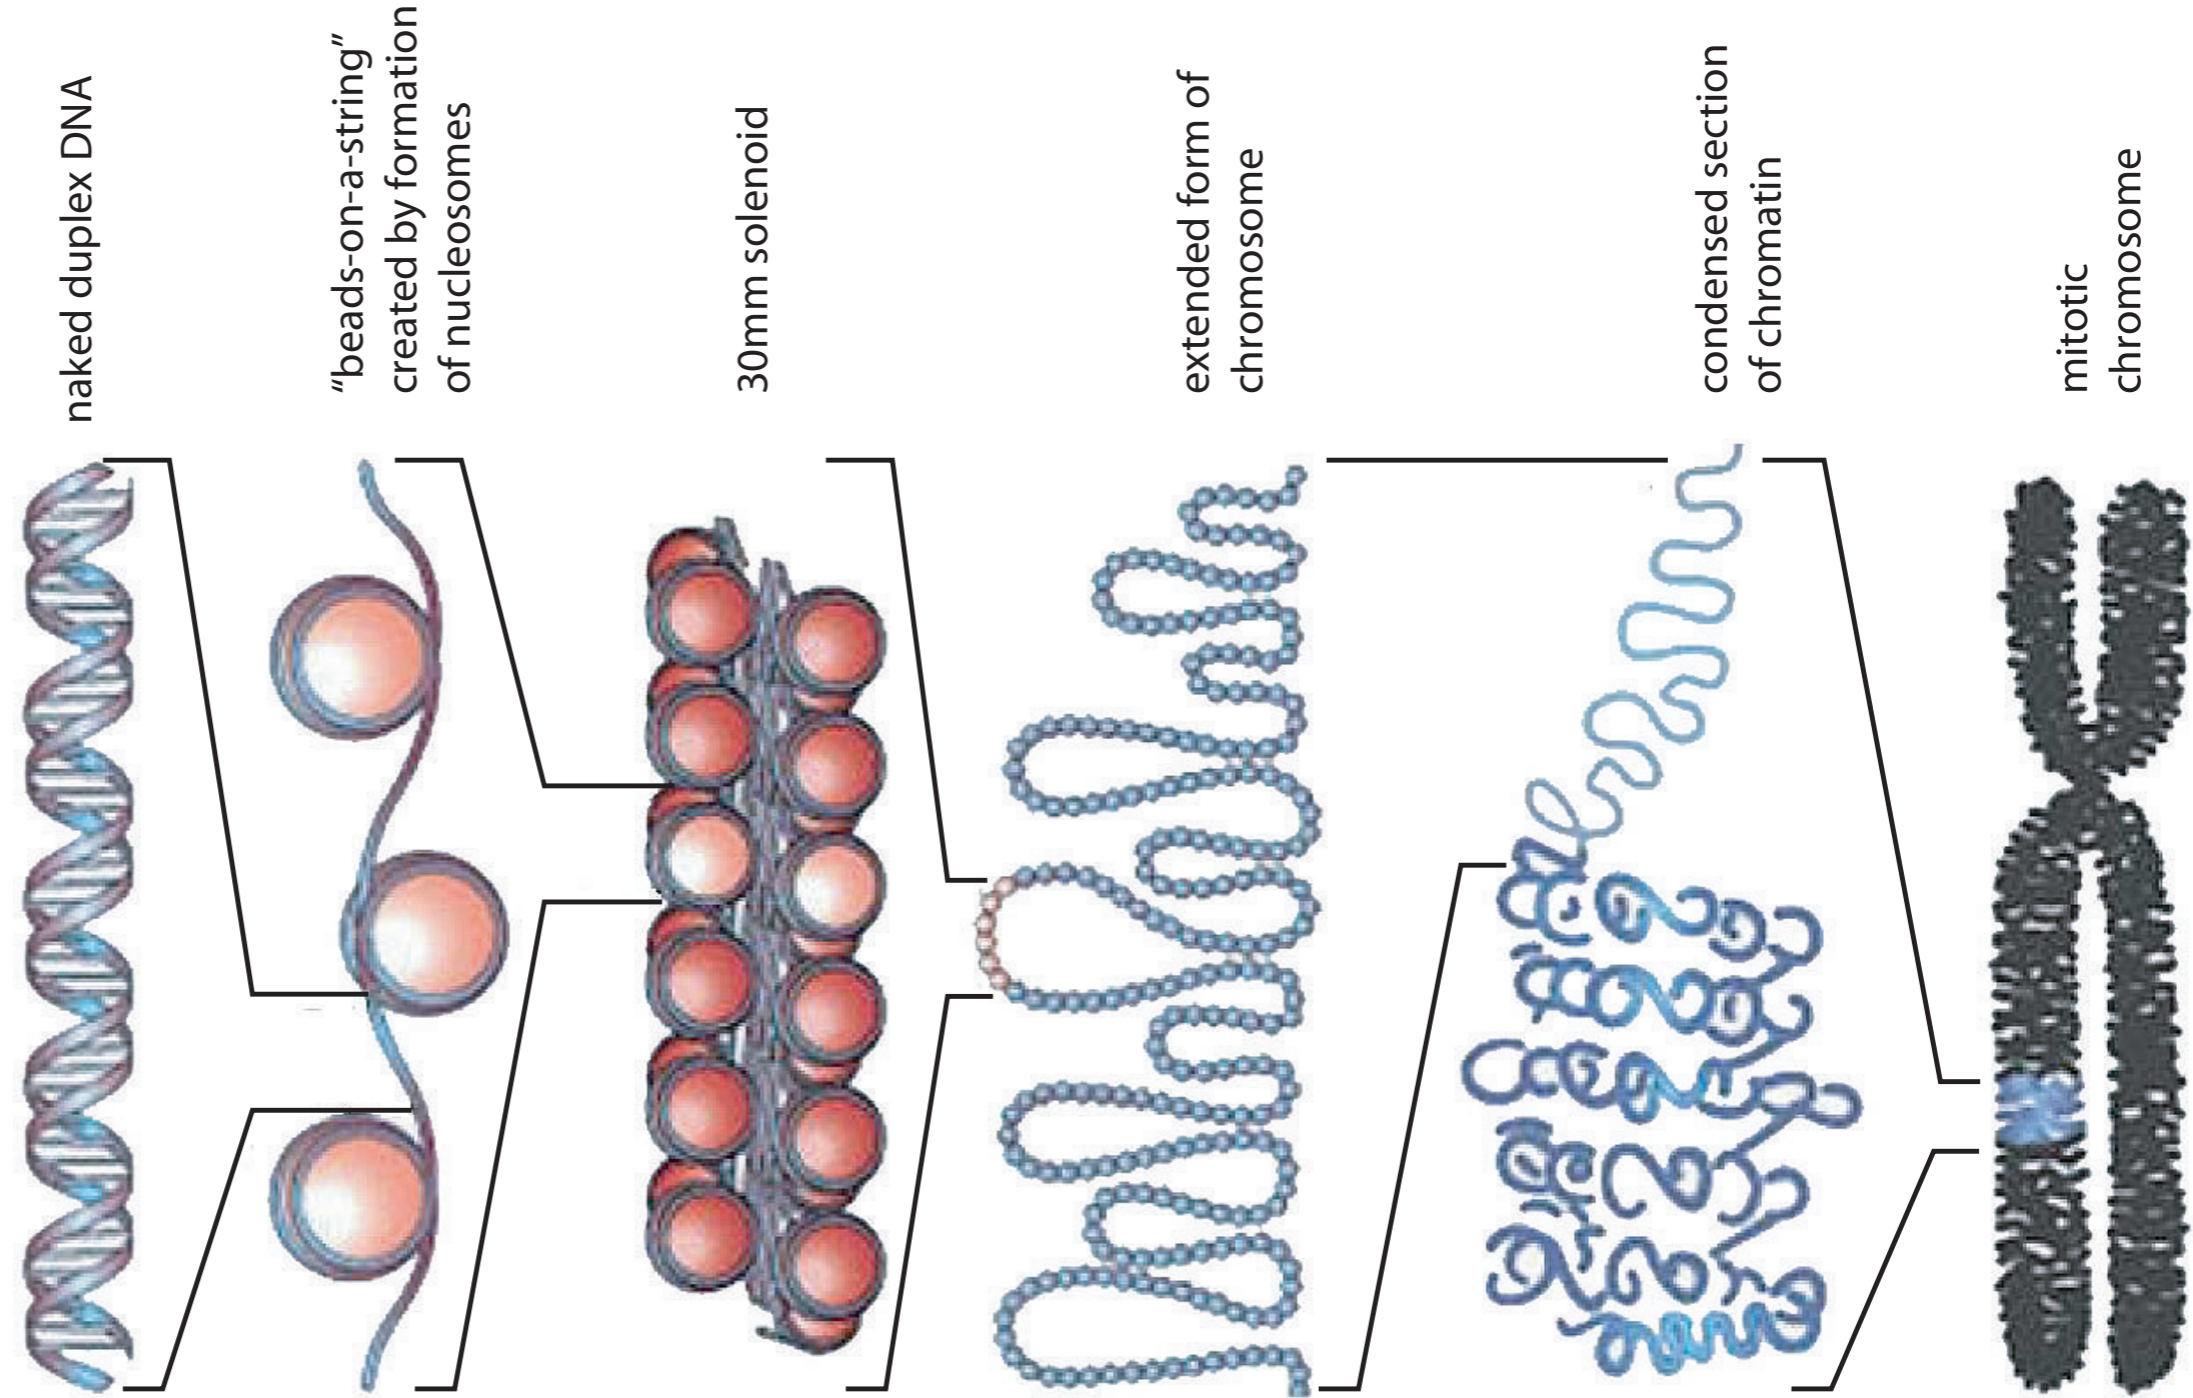 naked duplex DNA
“beads-on-a-string”
created by formation
of nucleosomes
30mm solenoid
extended form of
chromosome
condensed section
of chromatin
mitotic
chromosome